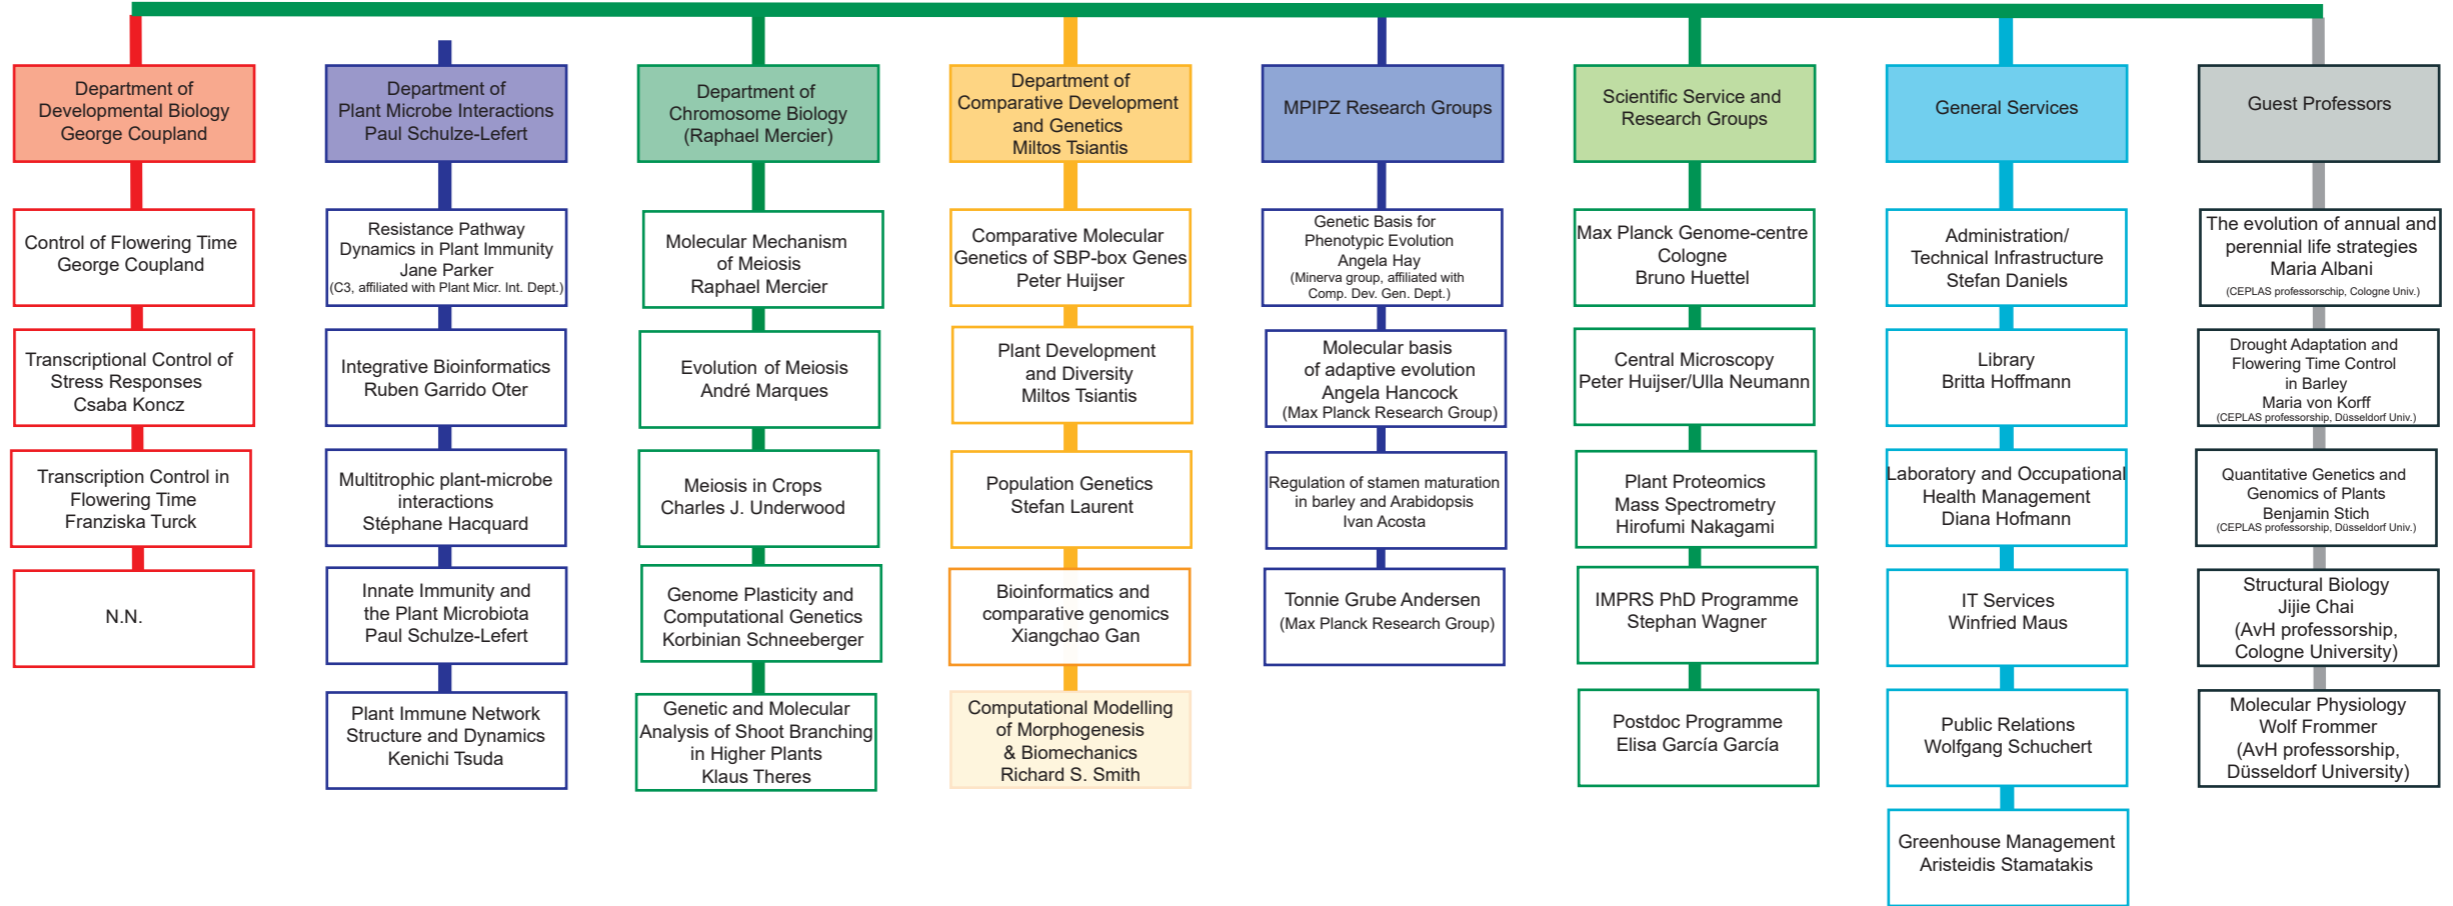 Department of
Developmental Biology
George Coupland
Control of Flowering Time
George Coupland
Transcriptional Control of
Stress Responses
Csaba Koncz
Transcription Control in
Flowering Time
Franziska Turck
N.N.
Department of
Plant Microbe Interactions
Paul Schulze-Lefert
Resistance Pathway
Dynamics in Plant Immunity
Jane Parker
(C3, affiliated with Plant Micr. Int. Dept.)
Integrative Bioinformatics
Ruben Garrido Oter
Multitrophic plant-microbe
interactions
Stéphane Hacquard
Innate Immunity and
the Plant Microbiota
Paul Schulze-Lefert
Plant Immune Network
Structure and Dynamics
Kenichi Tsuda
Department of
Chromosome Biology
(Raphael Mercier)
Molecular Mechanism
of Meiosis
Raphael Mercier
Evolution of Meiosis
André Marques
Meiosis in Crops
Charles J. Underwood
Genome Plasticity and
Computational Genetics
Korbinian Schneeberger
Genetic and Molecular
Analysis of Shoot Branching
in Higher Plants
Klaus Theres
Department of
Comparative Development
and Genetics
Miltos Tsiantis
Comparative Molecular
Genetics of SBP-box Genes
Peter Huijser
Plant Development
and Diversity
Miltos Tsiantis
Population Genetics
Stefan Laurent
Bioinformatics and
comparative genomics
Xiangchao Gan
Computational Modelling
of Morphogenesis
& Biomechanics
Richard S. Smith
MPIPZ Research Groups
Genetic Basis for
Phenotypic Evolution
Angela Hay
(Minerva group, affiliated with
Comp. Dev. Gen. Dept.)
Molecular basis
of adaptive evolution
Angela Hancock
(Max Planck Research Group)
Regulation of stamen maturation
in barley and Arabidopsis
Ivan Acosta
Tonnie Grube Andersen
(Max Planck Research Group)
Scientific Service and
Research Groups
Max Planck Genome-centre
Cologne
Bruno Huettel
Central Microscopy
Peter Huijser/Ulla Neumann
Plant Proteomics
Mass Spectrometry
Hirofumi Nakagami
IMPRS PhD Programme
Stephan Wagner
Postdoc Programme
Elisa García García
General Services
Administration/
Technical Infrastructure
Stefan Daniels
Library
Britta Hoffmann
Laboratory and Occupational
Health Management
Diana Hofmann
IT Services
Winfried Maus
Public Relations
Wolfgang Schuchert
Greenhouse Management
Aristeidis Stamatakis
Guest Professors
The evolution of annual and
perennial life strategies
Maria Albani
(CEPLAS professorschip, Cologne Univ.)
Drought Adaptation and
Flowering Time Control
in Barley
Maria von Korff
(CEPLAS professorship, Düsseldorf Univ.)
Quantitative Genetics and
Genomics of Plants
Benjamin Stich
(CEPLAS professorship, Düsseldorf Univ.)
Structural Biology
Jijie Chai
(AvH professorship,
Cologne University)
Molecular Physiology
Wolf Frommer
(AvH professorship,
Düsseldorf University)